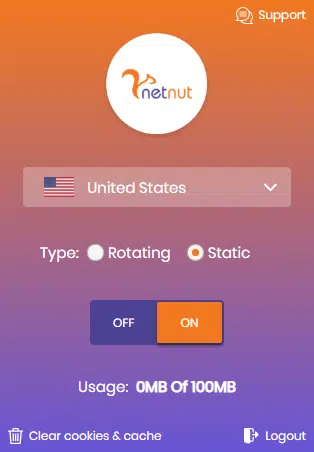 Support
netnut
United States
Type: Rotating Static
OFF ON
Usage: 0MB Of 100MB
Clear cookies & cache Logout